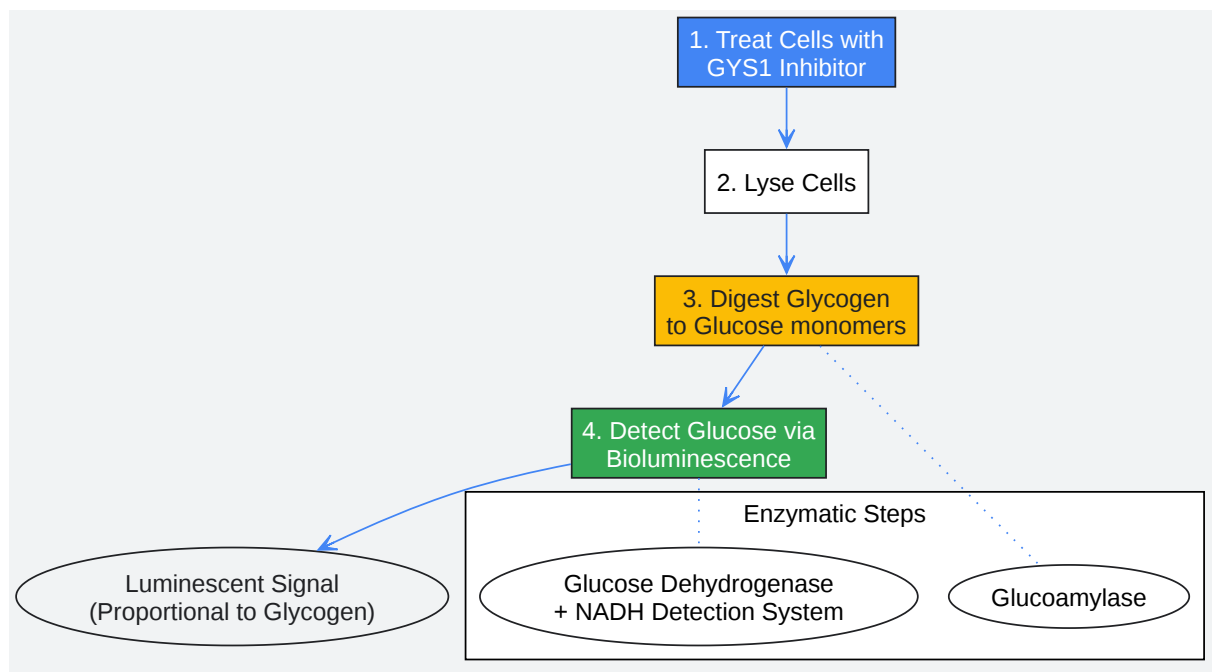 1. Treat Cells with
GYS1 Inhibitor
2. Lyse Cells
3. Digest Glycogen
to Glucose monomers
4. Detect Glucose via
Bioluminescence
Enzymatic Steps
Luminescent Signal
(Proportional to Glycogen)
Glucose Dehydrogenase
+ NADH Detection System
Glucoamylase